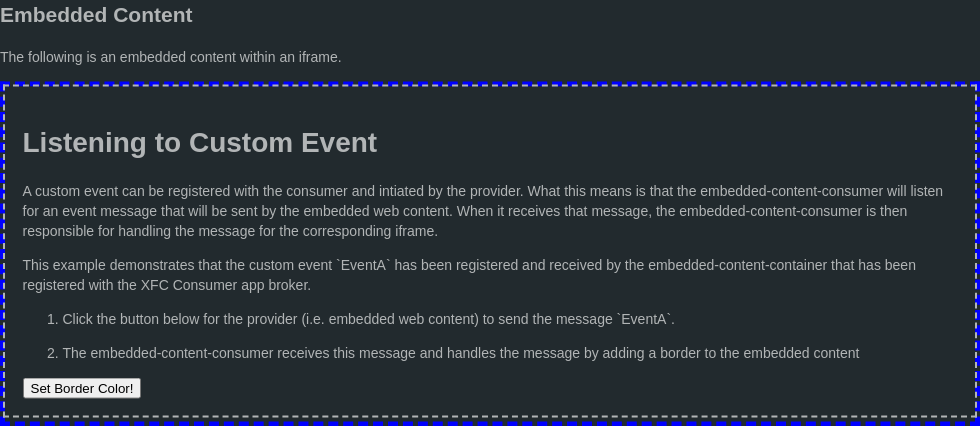 Embedded Content
The following is an embedded content within an iframe.
Listening to Custom Event
A custom event can be registered with the consumer and intiated by the provider. What this means is that the embedded-content-consumer will listen
for an event message that will be sent by the embedded web content. When it receives that message, the embedded-content-consumer is then
responsible for handling the message for the corresponding iframe.
This example demonstrates that the custom event `EventA` has been registered and received by the embedded-content-container that has been
registered with the XFC Consumer app broker.
1. Click the button below for the provider (i.e. embedded web content) to send the message `EventA`.
2. The embedded-content-consumer receives this message and handles the message by adding a border to the embedded content
Set Border Color!